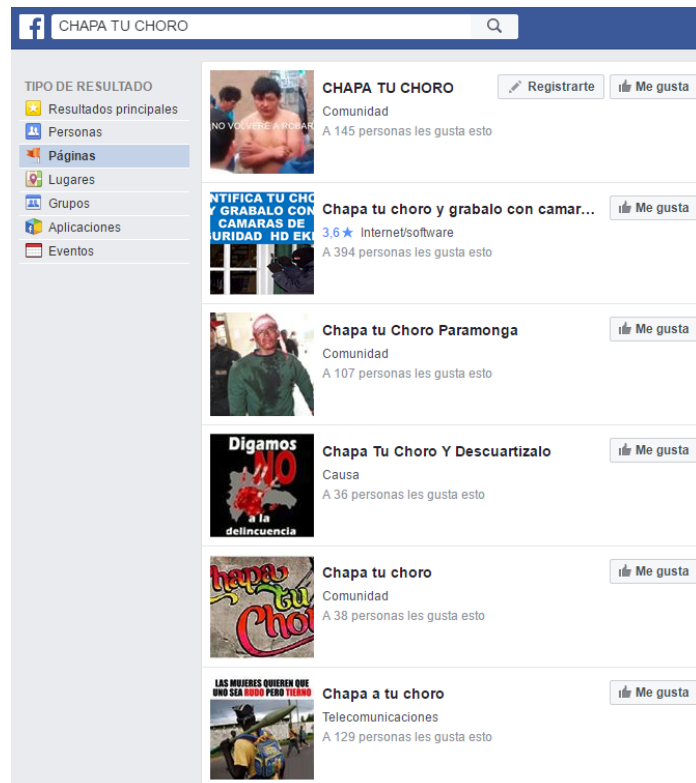 f
CHAPA TU CHORO
TIPO DE RESULTADO
Resultados principales
Personas
Páginas
Lugares
Grupos
Aplicaciones
Eventos
¡NO VOLVERÉ A ROBAR
CHAPA TU CHORO
Registrarte
Me gusta
Comunidad
A 145 personas les gusta esto
NTIFICA TU CHO
Y GRABALO CON
CAMARAS DE
URIDAD HD EKI
Chapa tu choro y grabalo con camar...
Me gusta
3,6★ Internet/software
A 394 personas les gusta esto
Chapa tu Choro Paramonga
Me gusta
Comunidad
A 107 personas les gusta esto
Digamos
NO
a la
delincuencia
Chapa Tu Choro Y Descuartizalo
Me gusta
Causa
A 36 personas les gusta esto
Chapa
tu
Chor
Chapa tu choro
Me gusta
Comunidad
A 38 personas les gusta esto
LAS MUJERES QUIEREN QUE
UNO SEA RUDO PERO TIERNO
Chapa a tu choro
Me gusta
Telecomunicaciones
A 129 personas les gusta esto